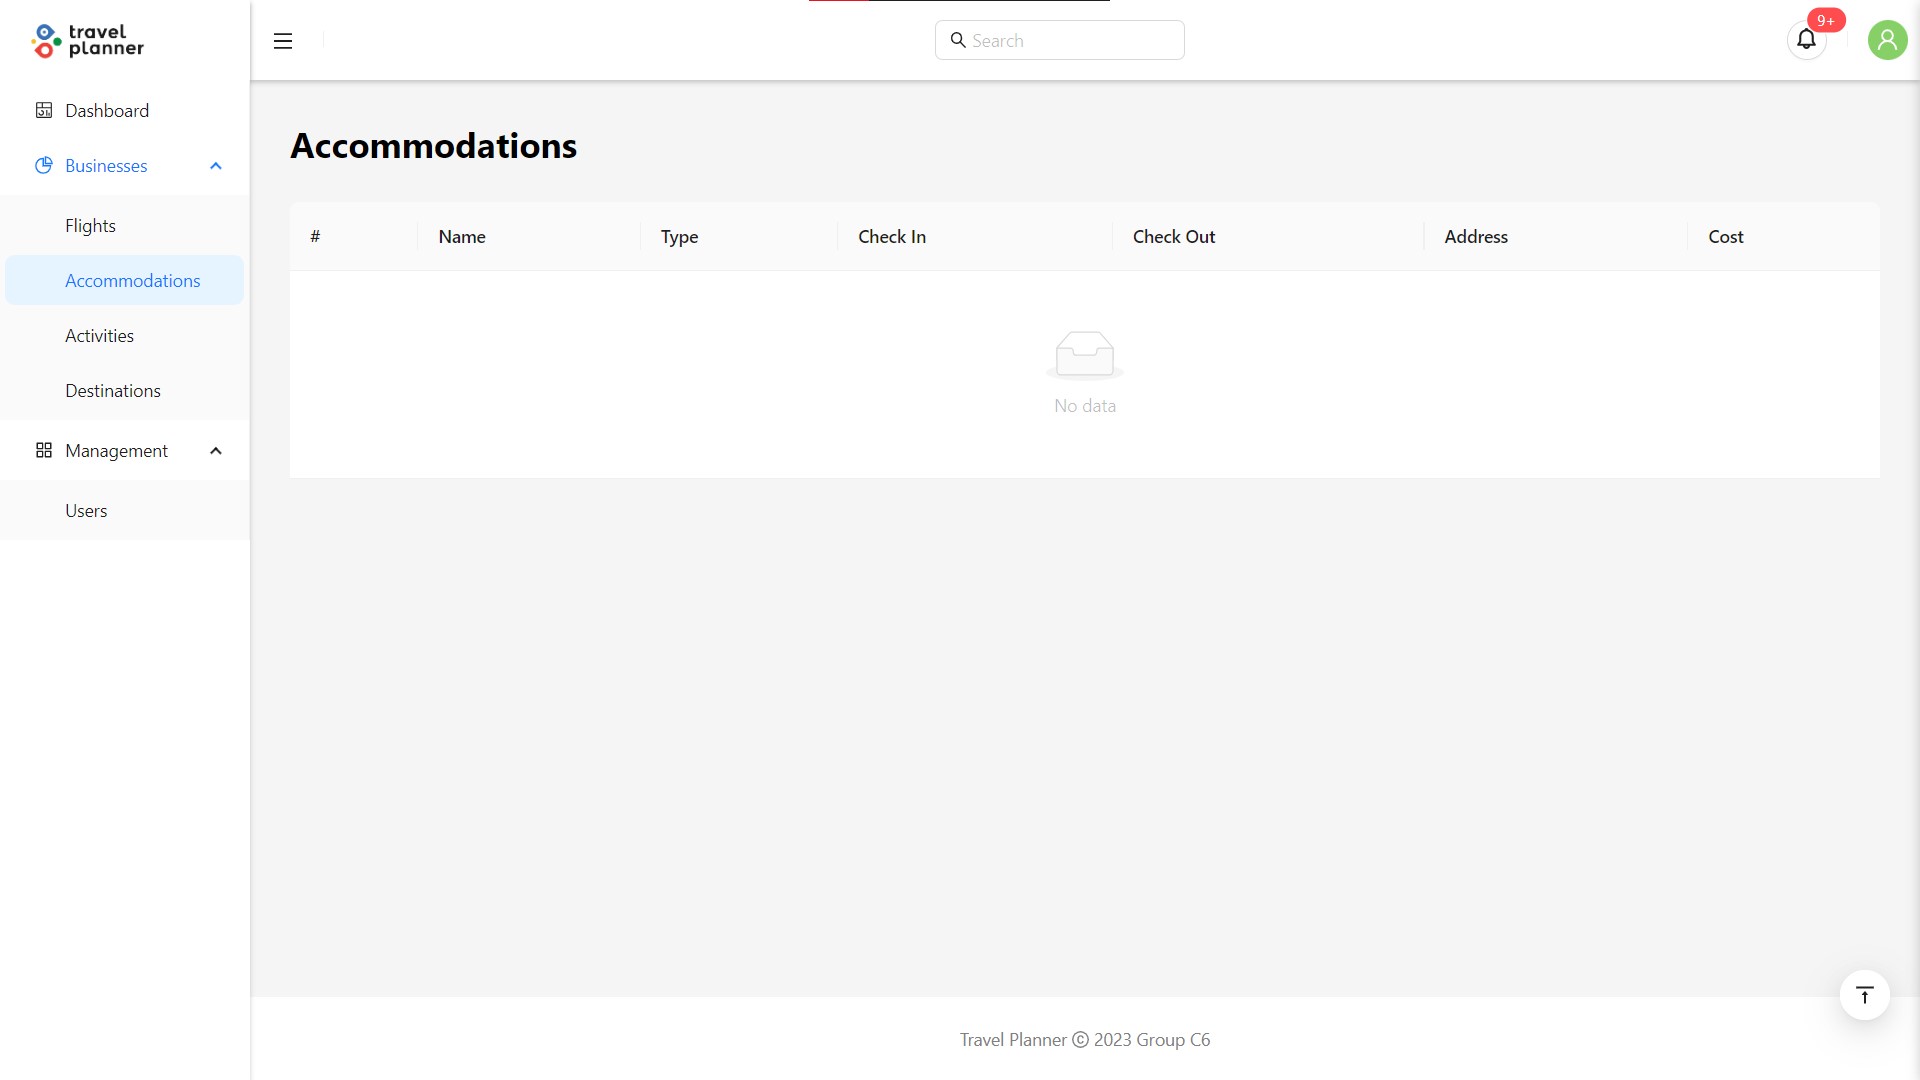 travel
planner
Search
9+
Dashboard
Businesses
Flights
Accommodations
Activities
Destinations
Management
Users
Accommodations
# Name Type Check In Check Out Address Cost
No data
Travel Planner © 2023 Group C6